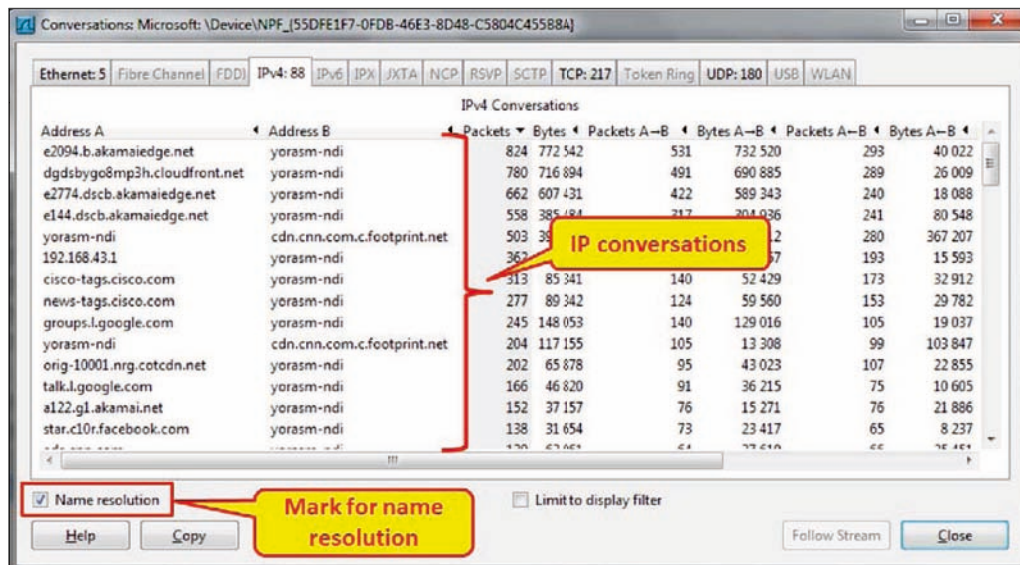 Conversations: Microsoft: \Device\NPF_{55DFE1F7-0FDB-46E3-8D48-C5804C45588A}
Ethernet: 5 Fibre Channel FDDI IPv4: 88 IPv6 IPX JXTA NCP RSVP SCTP TCP: 217 Token Ring UDP: 180 USB WLAN
IPv4 Conversations
Address A Address B Packets Bytes Packets A→B Bytes A→B Packets A←B Bytes A←B
e2094.b.akamaiedge.net yorasm-ndi 824 772 542 531 732 520 293 40 022
dgdsbygo8mp3h.cloudfront.net yorasm-ndi 780 716 894 491 690 885 289 26 009
e2774.dscb.akamaiedge.net yorasm-ndi 662 607 431 422 589 343 240 18 088
e144.dscb.akamaiedge.net yorasm-ndi 558 385 484 317 304 936 241 80 548
yorasm-ndi cdn.cnn.com.c.footprint.net 503 280 367 207
192.168.43.1 yorasm-ndi 362 193 15 593
cisco-tags.cisco.com yorasm-ndi 313 85 341 140 52 429 173 32 912
news-tags.cisco.com yorasm-ndi 277 89 342 124 59 560 153 29 782
groups.l.google.com yorasm-ndi 245 148 053 140 129 016 105 19 037
yorasm-ndi cdn.cnn.com.c.footprint.net 204 117 155 105 13 308 99 103 847
orig-10001.nrg.cotcdn.net yorasm-ndi 202 65 878 95 43 023 107 22 855
talk.l.google.com yorasm-ndi 166 46 820 91 36 215 75 10 605
a122.g1.akamai.net yorasm-ndi 152 37 157 76 15 271 76 21 886
star.c10r.facebook.com yorasm-ndi 138 31 654 73 23 417 65 8 237
IP conversations
Name resolution
Limit to display filter
Mark for name
resolution
Help Copy Follow Stream Close